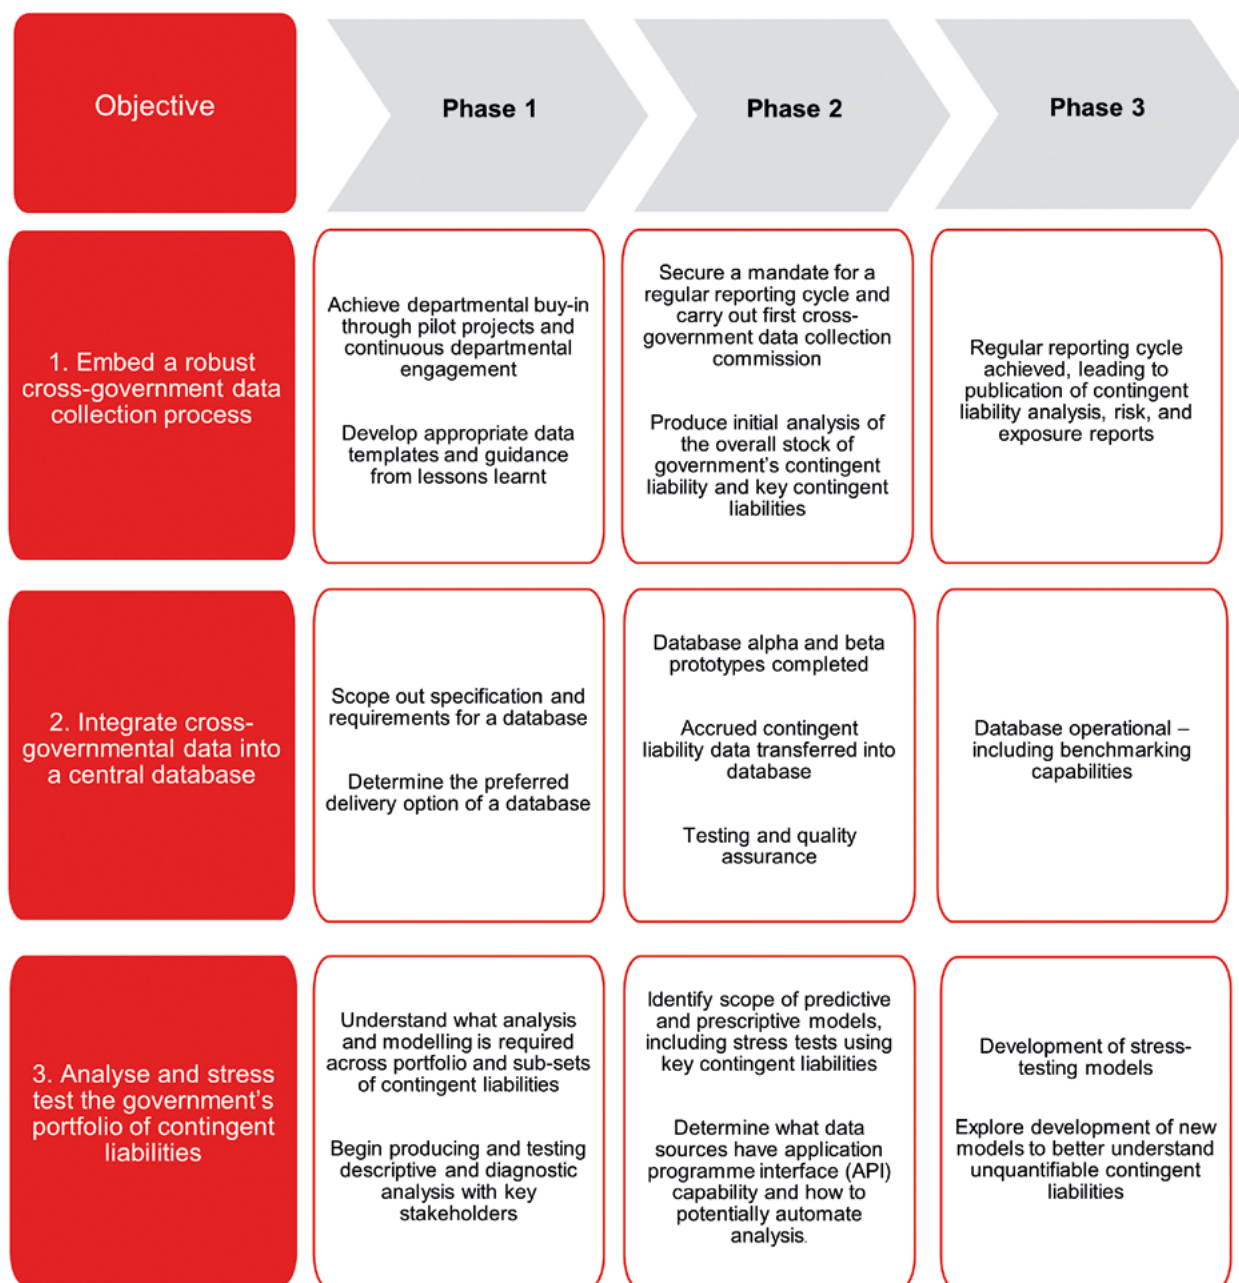 Objective
Phase 1
Phase 2
Phase 3
1. Embed a robust
cross-government data
collection process
Achieve departmental buy-in
through pilot projects and
continuous departmental
engagement
Develop appropriate data
templates and guidance
from lessons learnt
Secure a mandate for a
regular reporting cycle and
carry out first cross-
government data collection
commission
Produce initial analysis of
the overall stock of
government's contingent
liability and key contingent
liabilities
Regular reporting cycle
achieved, leading to
publication of contingent
liability analysis, risk, and
exposure reports
2. Integrate cross-
governmental data into
a central database
Scope out specification and
requirements for a database
Determine the preferred
delivery option of a database
Database alpha and beta
prototypes completed
Accrued contingent
liability data transferred into
database
Testing and quality
assurance
Database operational –
including benchmarking
capabilities
3. Analyse and stress
test the government's
portfolio of contingent
liabilities
Understand what analysis
and modelling is required
across portfolio and sub-sets
of contingent liabilities
Begin producing and testing
descriptive and diagnostic
analysis with key
stakeholders
Identify scope of predictive
and prescriptive models,
including stress tests using
key contingent liabilities
Determine what data
sources have application
programme interface (API)
capability and how to
potentially automate
analysis.
Development of stress-
testing models
Explore development of new
models to better understand
unquantifiable contingent
liabilities